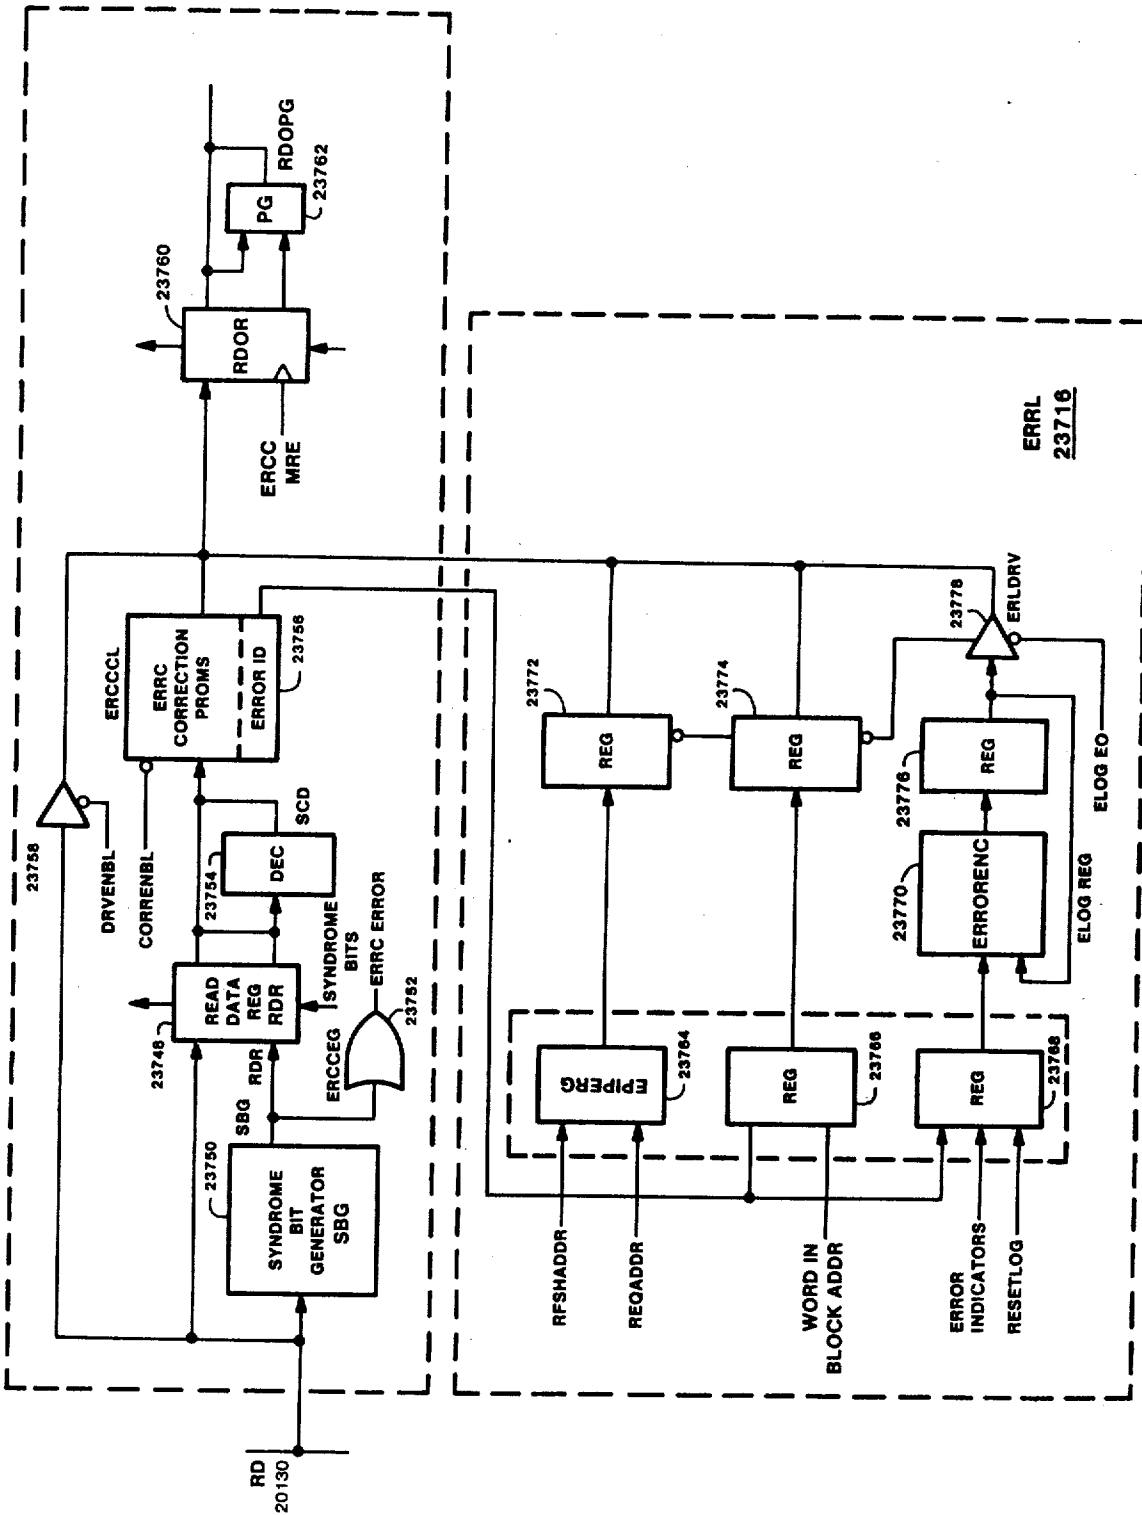 RD
20130
23758
DRVENBL
CORRENBL
23748
READ
DATA
REG
RDR
RDR
SBG
23750
SYNDROME
BIT
GENERATOR
SBG
SYNDROME
BITS
ERCCEG
ERRC ERROR
23752
23754
DEC
SCD
ERCCCL
ERRC
CORRECTION
PROMS
ERROR ID
23756
23760
RDOR
ERCC
MRE
PG
RDOPG
23762
ERRL
23716
RFSHADDR
REQADDR
WORD IN
BLOCK ADDR
ERROR
INDICATORS
RESETLOG
EPIPERG
23764
REG
23766
REG
23768
23772
REG
23774
REG
23770
ERRORENC
23776
REG
23778
ERLDRV
ELOG REG
ELOG EO